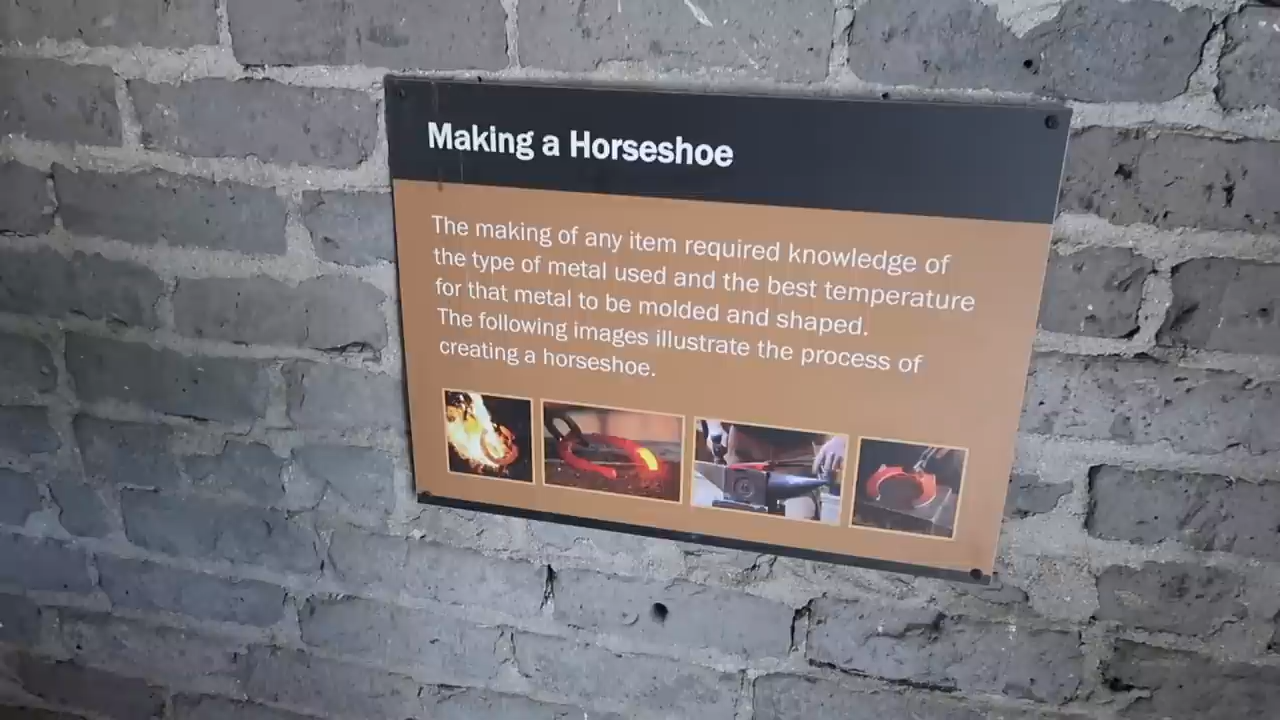 Making a Horseshoe
The making of any item required knowledge of
the type of metal used and the best temperature
for that metal to be molded and shaped.
The following images illustrate the process of
creating a horseshoe.